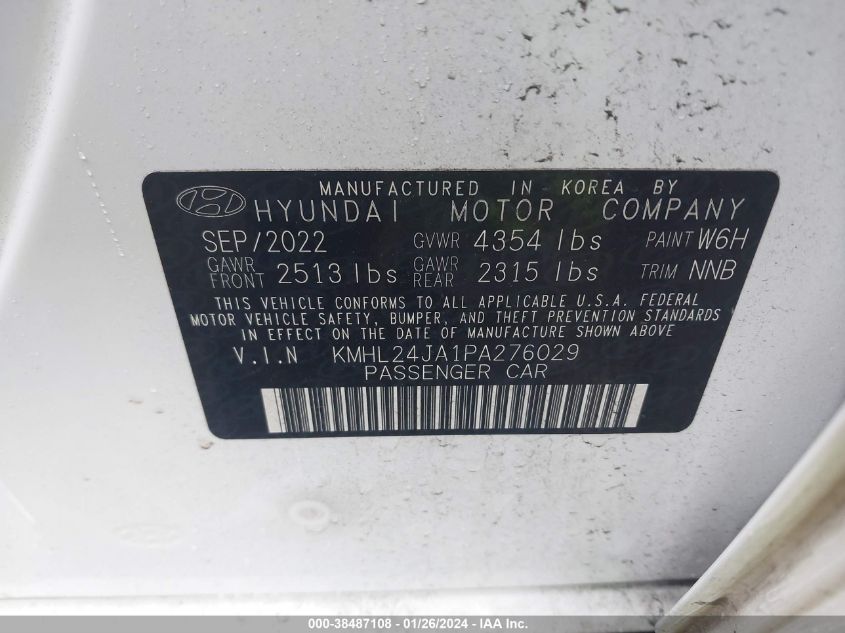 MANUFACTURED IN KOREA BY
HYUNDAI MOTOR COMPANY
SEP/2022 GVWR 4354 lbs PAINT W6H
GAWR FRONT 2513 lbs GAWR REAR 2315 lbs TRIM NNB
THIS VEHICLE CONFORMS TO ALL APPLICABLE U.S.A. FEDERAL
MOTOR VEHICLE SAFETY, BUMPER, AND THEFT PREVENTION STANDARDS
IN EFFECT ON THE DATE OF MANUFACTURE SHOWN ABOVE
V.I.N KMHL24JA1PA276029
PASSENGER CAR
000-38487108 - 01/26/2024 - IAA Inc.